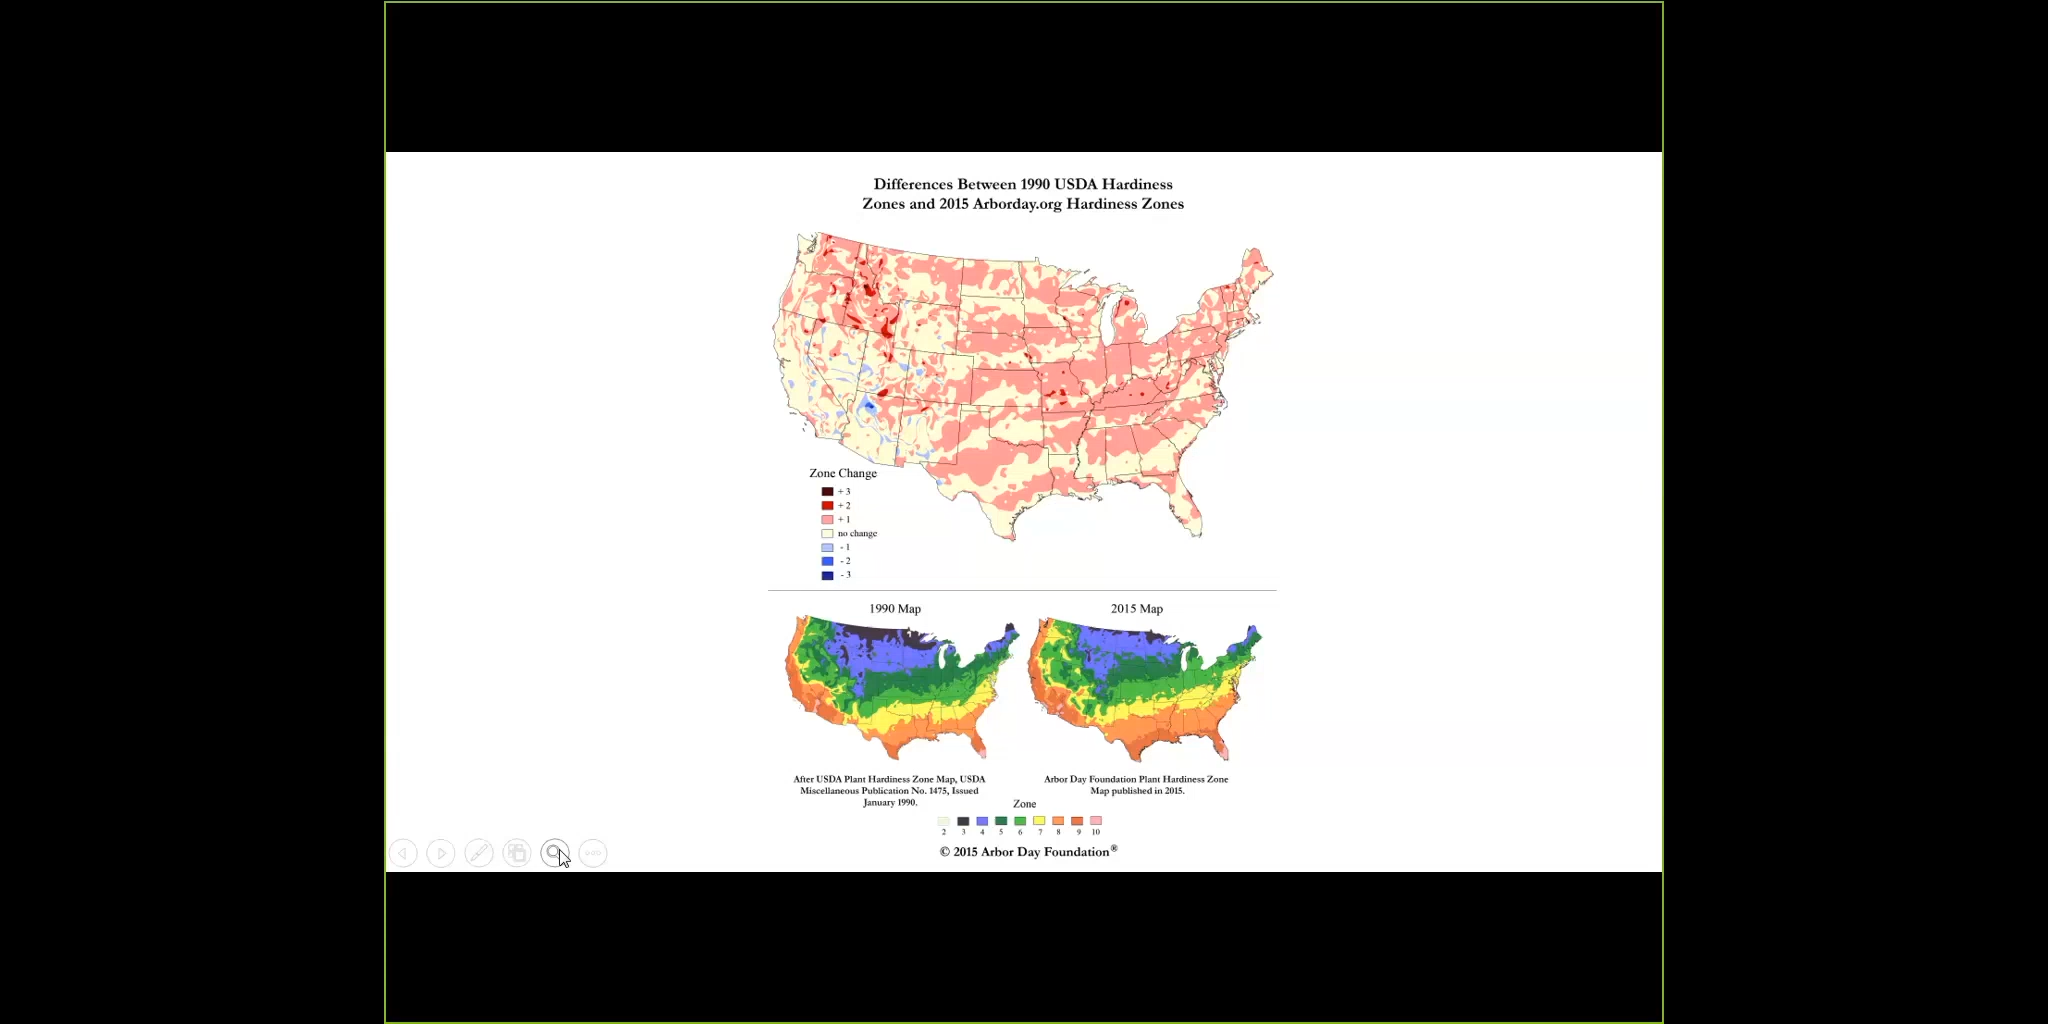 Differences Between 1990 USDA Hardiness
Zones and 2015 Arborday.org Hardiness Zones
Zone Change
+ 3
+ 2
+ 1
no change
- 1
- 2
- 3
1990 Map
2015 Map
After USDA Plant Hardiness Zone Map, USDA
Miscellaneous Publication No. 1475, Issued
January 1990.
Arbor Day Foundation Plant Hardiness Zone
Map published in 2015.
Zone
2 3 4 5 6 7 8 9 10
© 2015 Arbor Day Foundation®